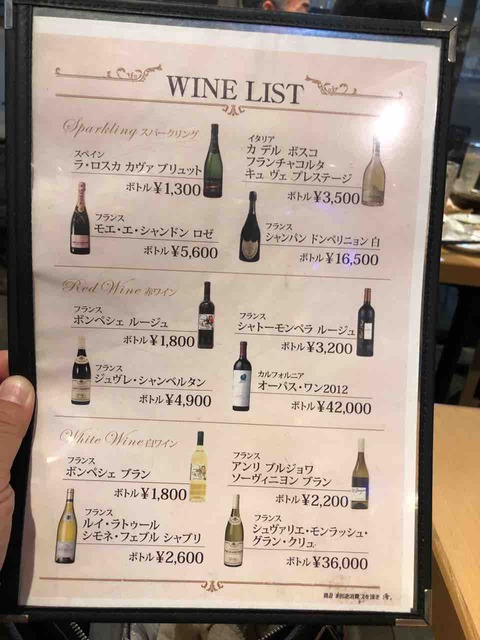 WINE LIST
Sparkling スパークリング
スペイン
ラ・ロスカ カヴァ ブリュット
ボトル ¥1,300
イタリア
カ デル ボスコ
フランチャコルタ
キュ ヴェ プレステージ
ボトル ¥3,500
フランス
モエ・エ・シャンドン ロゼ
ボトル ¥5,600
フランス
シャンパン ドンペリニョン 白
ボトル ¥16,500
Red Wine 赤ワイン
フランス
ボンペシェ ルージュ
ボトル ¥1,800
フランス
シャトーモンペラ ルージュ
ボトル ¥3,200
フランス
ジュヴレ・シャンベルタン
ボトル ¥4,900
カルフォルニア
オーパス・ワン2012
ボトル ¥42,000
White Wine 白ワイン
フランス
ボンペシェ ブラン
ボトル ¥1,800
フランス
アンリ ブルジョワ
ソーヴィニヨン ブラン
ボトル ¥2,200
フランス
ルイ・ラトゥール
シモネ・フェブル シャブリ
ボトル ¥2,600
フランス
シュヴァリエ・モンラッシュ・
グラン・クリュ
ボトル ¥36,000